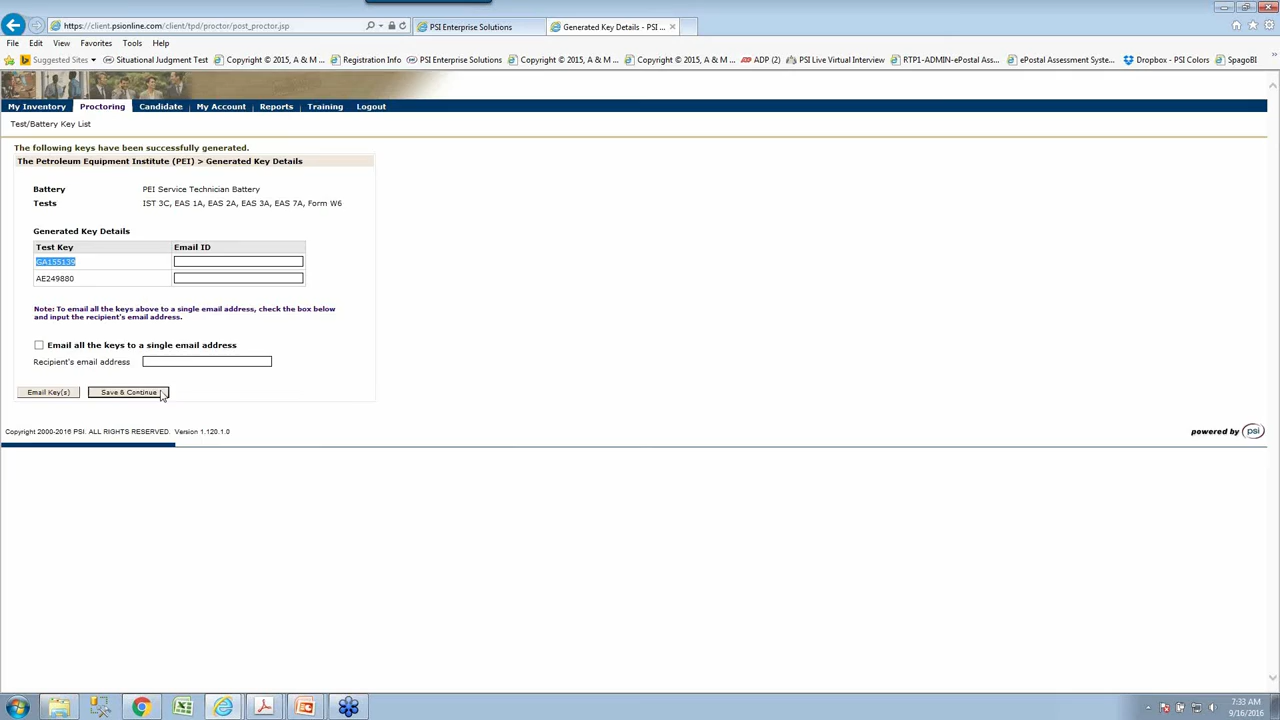 https://client.psionline.com/client/tpd/proctor/post_proctor.jsp
PSI Enterprise Solutions
Generated Key Details - PSI ...
File Edit View Favorites Tools Help
Suggested Sites
Situational Judgment Test
Copyright © 2015, A & M ...
Registration Info
PSI Enterprise Solutions
Copyright © 2015, A & M...
Copyright © 2015, A & M ...
ADP (2)
PSI Live Virtual Interview
RTP1-ADMIN-ePostal Ass...
ePostal Assessment Syste...
Dropbox - PSI Colors
SpagoBI
My Inventory Proctoring Candidate My Account Reports Training Logout
Test/Battery Key List
The following keys have been successfully generated.
The Petroleum Equipment Institute (PEI) > Generated Key Details
Battery PEI Service Technician Battery
Tests IST 3C, EAS 1A, EAS 2A, EAS 3A, EAS 7A, Form W6
Generated Key Details
Test Key Email ID
GA155139
AE249880
Note: To email all the keys above to a single email address, check the box below
and input the recipient's email address.
Email all the keys to a single email address
Recipient's email address
Email Key(s) Save & Continue
Copyright 2000-2016 PSI. ALL RIGHTS RESERVED. Version 1.120.1.0
powered by psi
7:33 AM
9/16/2016